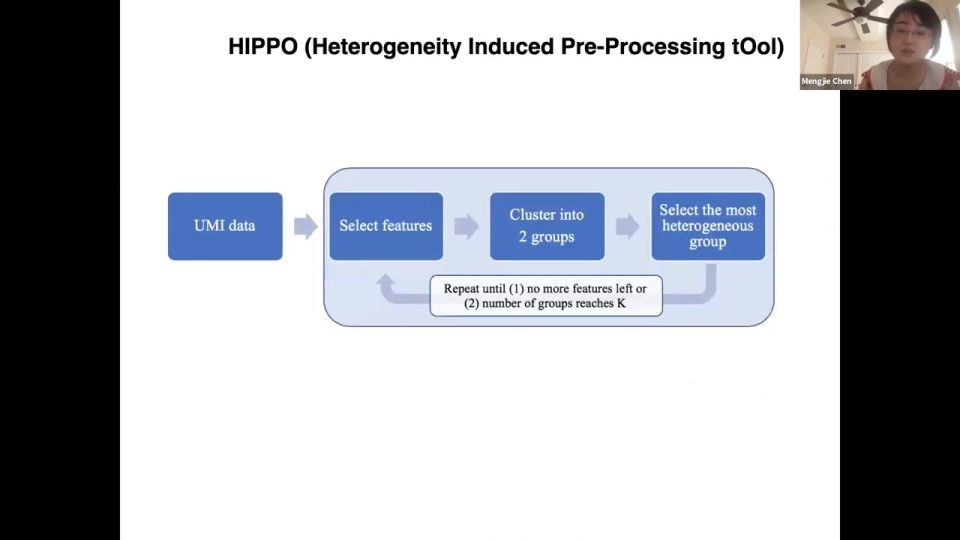 HIPPO (Heterogeneity Induced Pre-Processing tOol)
Mengjie Chen
UMI data
Select features
Cluster into
2 groups
Select the most
heterogeneous
group
Repeat until (1) no more features left or
(2) number of groups reaches K